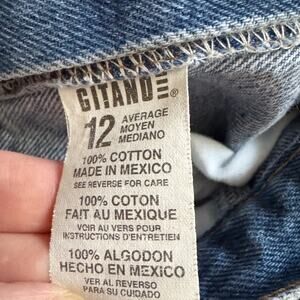 GITANO®
12 AVERAGE
MOYEN
MEDIANO
100% COTTON
MADE IN MEXICO
SEE REVERSE FOR CARE
100% COTON
FAIT AU MEXIQUE
VOIR AU VERS POUR
INSTRUCTIONS D'ENTRETIEN
100% ALGODON
HECHO EN MEXICO
VER AL REVERSO
PARA SU CUIDADO